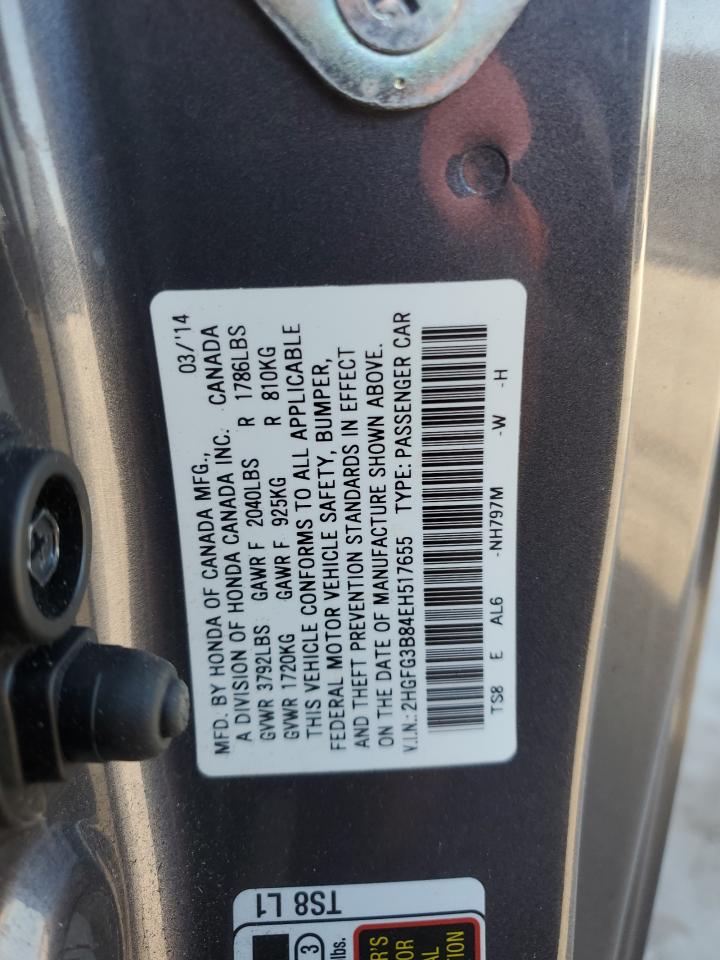 MFD. BY HONDA OF CANADA MFG., 03/'14
A DIVISION OF HONDA CANADA INC. CANADA
GVWR 3792LBS GAWR F 2040LBS R 1786LBS
GVWR 1720KG GAWR F 925KG R 810KG
THIS VEHICLE CONFORMS TO ALL APPLICABLE
FEDERAL MOTOR VEHICLE SAFETY, BUMPER,
AND THEFT PREVENTION STANDARDS IN EFFECT
ON THE DATE OF MANUFACTURE SHOWN ABOVE.
V.I.N.: 2HGFG3B84EH517655 TYPE: PASSENGER CAR
TS8 E AL6 -NH797M -W -H
TS8 L1
3
lbs.